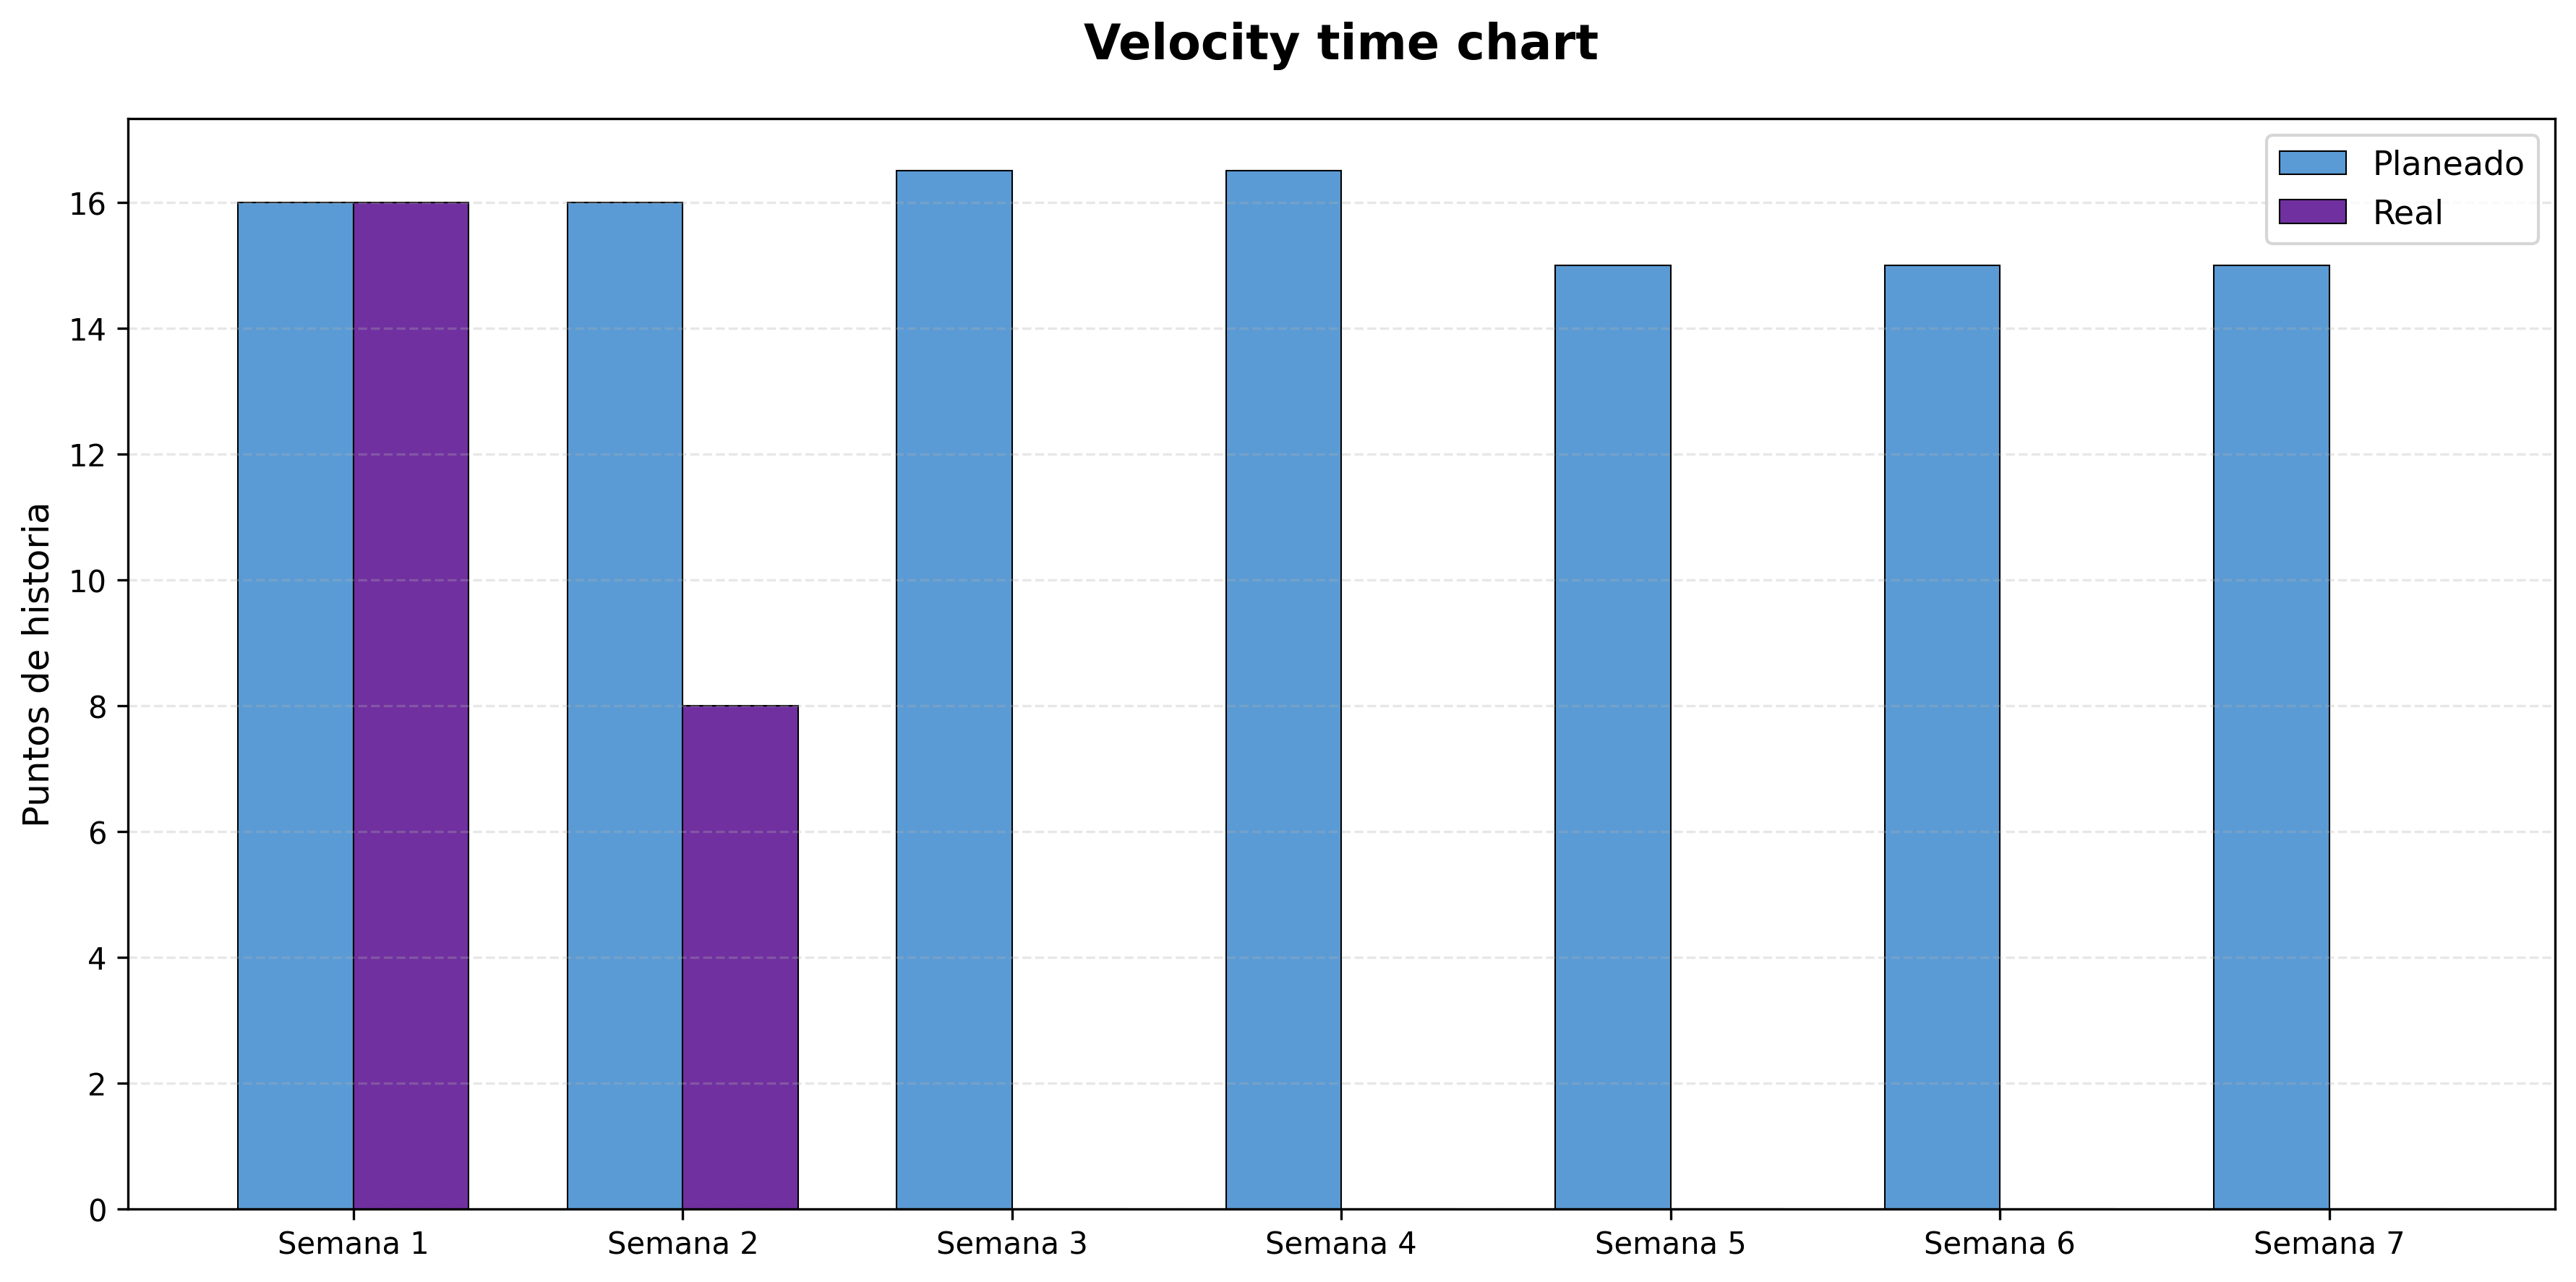 Velocity time chart
Planeado
Real
Puntos de historia
16
14
12
10
8
6
4
2
0
Semana 1
Semana 2
Semana 3
Semana 4
Semana 5
Semana 6
Semana 7